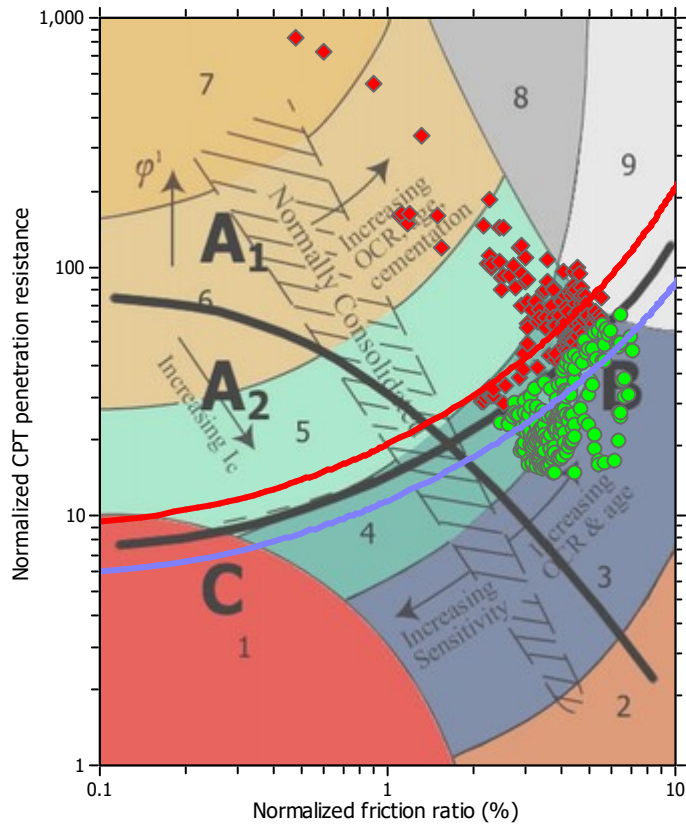 1,000
100
10
1
Normalized CPT penetration resistance
0.1
1
10
Normalized friction ratio (%)
7
8
9
φ¹
A1
Normally Consolidated
Increasing
OCR, age,
cementation
6
A2
Increasing Ic
5
B
4
Increasing
OCR & age
3
C
Increasing
Sensitivity
1
2